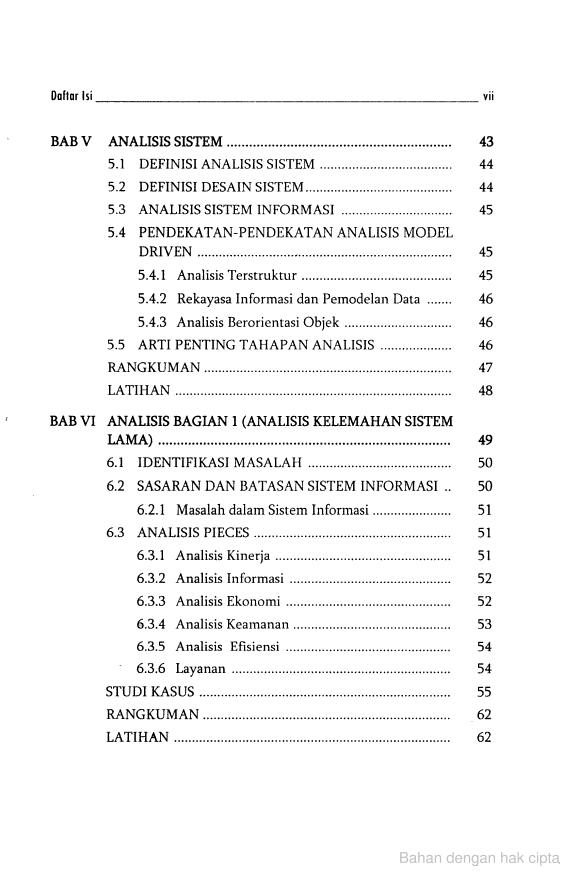 Daftar Isi vii
BAB V ANALISIS SISTEM ............................................................ 43
5.1 DEFINISI ANALISIS SISTEM .................................... 44
5.2 DEFINISI DESAIN SISTEM ........................................ 44
5.3 ANALISIS SISTEM INFORMASI .............................. 45
5.4 PENDEKATAN-PENDEKATAN ANALISIS MODEL
DRIVEN .................................................................... 45
5.4.1 Analisis Terstruktur ........................................ 45
5.4.2 Rekayasa Informasi dan Pemodelan Data ....... 46
5.4.3 Analisis Berorientasi Objek ............................. 46
5.5 ARTI PENTING TAHAPAN ANALISIS .................... 46
RANGKUMAN .................................................................... 47
LATIHAN ............................................................................ 48
BAB VI ANALISIS BAGIAN 1 (ANALISIS KELEMAHAN SISTEM
LAMA) ................................................................................ 49
6.1 IDENTIFIKASI MASALAH ....................................... 50
6.2 SASARAN DAN BATASAN SISTEM INFORMASI .. 50
6.2.1 Masalah dalam Sistem Informasi ...................... 51
6.3 ANALISIS PIECES ...................................................... 51
6.3.1 Analisis Kinerja ................................................ 51
6.3.2 Analisis Informasi ............................................ 52
6.3.3 Analisis Ekonomi ............................................. 52
6.3.4 Analisis Keamanan ........................................... 53
6.3.5 Analisis Efisiensi ............................................. 54
6.3.6 Layanan ............................................................ 54
STUDI KASUS ..................................................................... 55
RANGKUMAN .................................................................... 62
LATIHAN ............................................................................ 62
Bahan dengan hak cipta